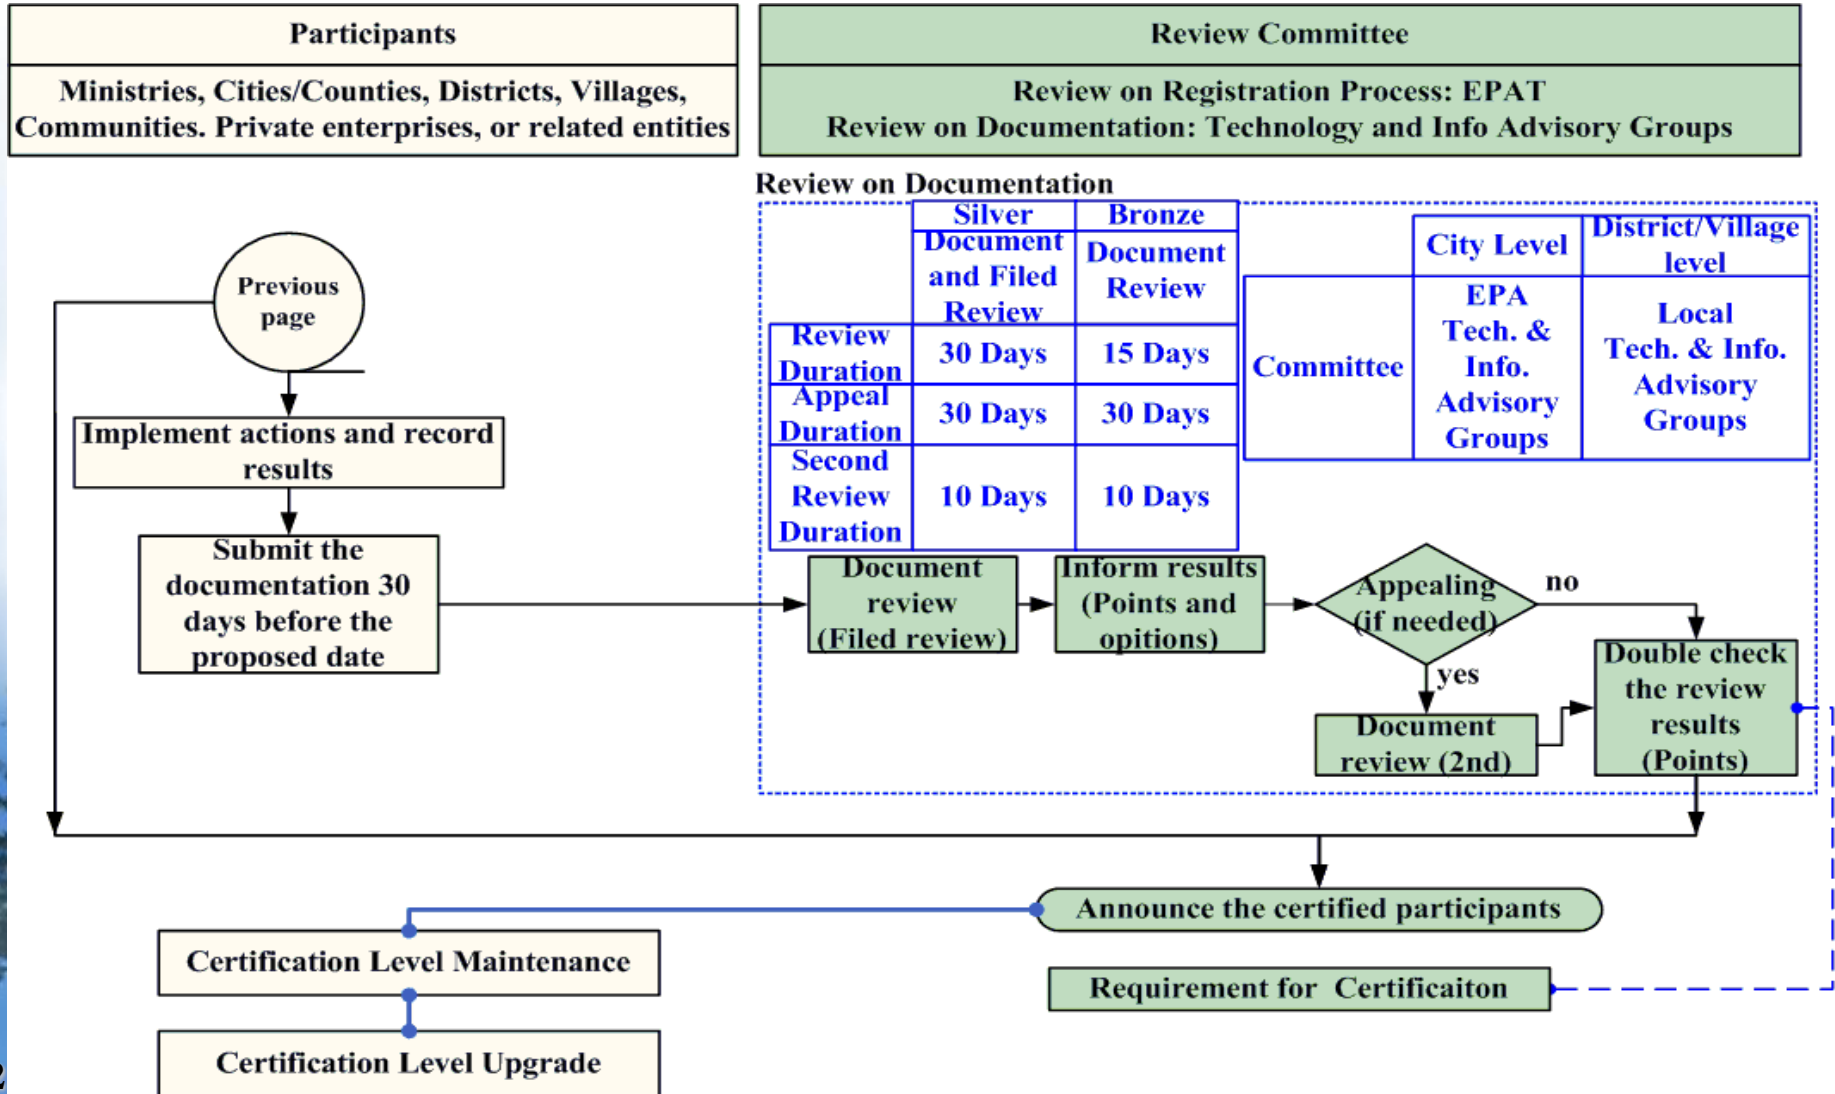 Participants
Ministries, Cities/Counties, Districts, Villages,
Communities. Private enterprises, or related entities
Review Committee
Review on Registration Process: EPAT
Review on Documentation: Technology and Info Advisory Groups
Review on Documentation
Silver
Bronze
Document
and Filed
Review
Document
Review
Review
Duration
30 Days
15 Days
Appeal
Duration
30 Days
30 Days
Second
Review
Duration
10 Days
10 Days
City Level
District/Village
level
Committee
EPA
Tech. &
Info.
Advisory
Groups
Local
Tech. & Info.
Advisory
Groups
Previous
page
Implement actions and record
results
Submit the
documentation 30
days before the
proposed date
Document
review
(Filed review)
Inform results
(Points and
opitions)
Appealing
(if needed)
no
yes
Document
review (2nd)
Double check
the review
results
(Points)
Announce the certified participants
Certification Level Maintenance
Requirement for Certificaiton
Certification Level Upgrade
2